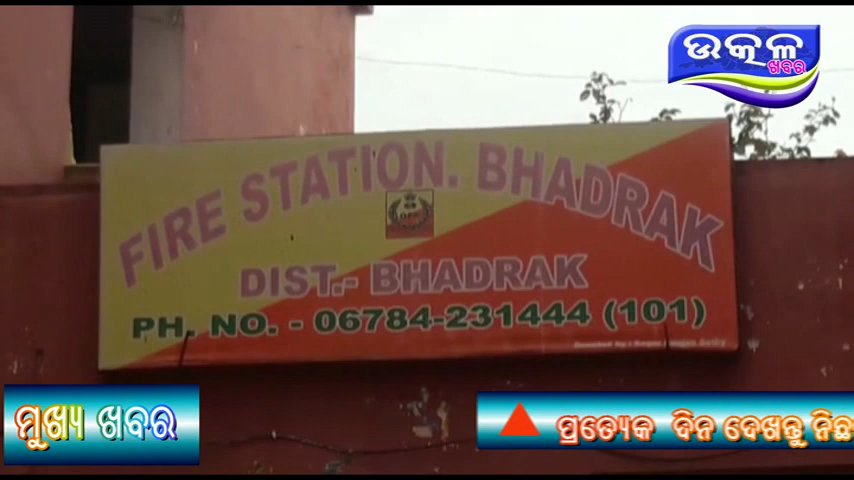 ଉତ୍କଳ
ଖବର
FIRE STATION. BHADRAK
DIST.- BHADRAK
PH. NO. - 06784-231444 (101)
ମୁଖ୍ୟ ଖବର
ପ୍ରତ୍ୟେକ ଦିନ ଦେଖନ୍ତୁ ନିଛ